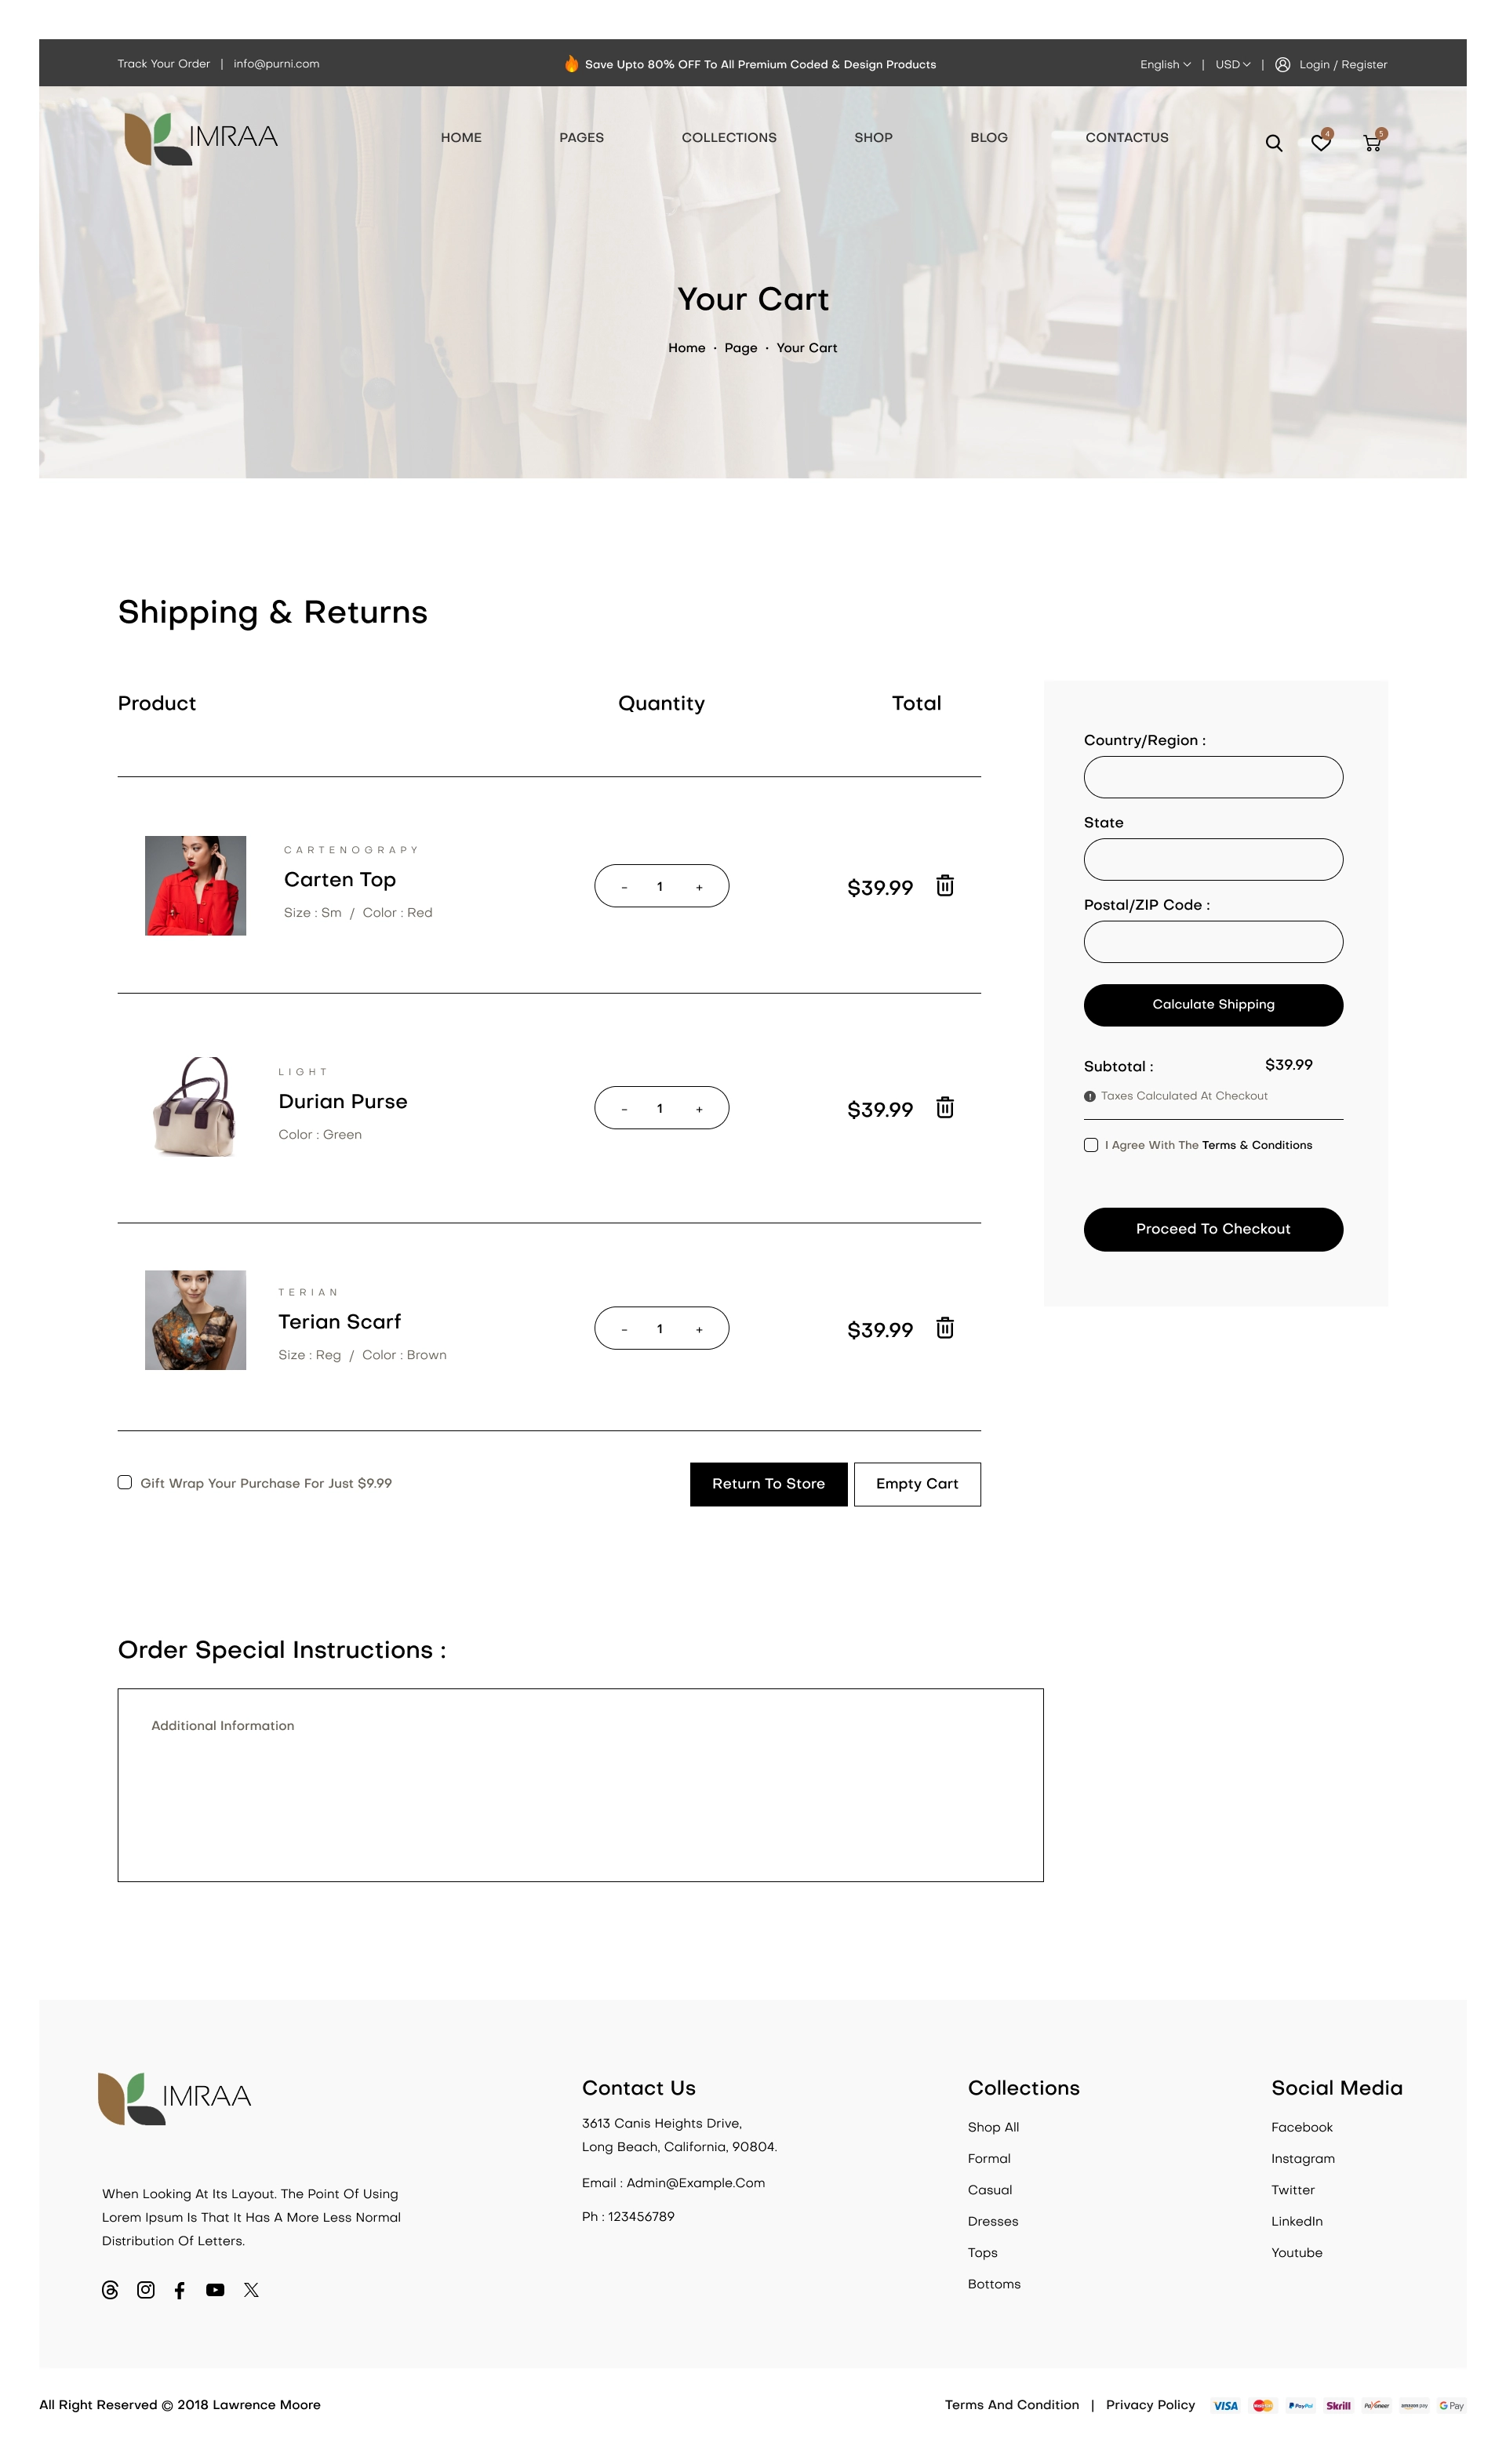 Track Your Order | info@purni.com
Save Upto 80% OFF To All Premium Coded & Design Products
English | USD | Login / Register
IMRAA
HOME PAGES COLLECTIONS SHOP BLOG CONTACTUS
4 5
Your Cart
Home · Page · Your Cart
Shipping & Returns
Product Quantity Total
CARTENOGRAPY
Carten Top
Size : Sm / Color : Red
- 1 +
$39.99
LIGHT
Durian Purse
Color : Green
- 1 +
$39.99
TERIAN
Terian Scarf
Size : Reg / Color : Brown
- 1 +
$39.99
Gift Wrap Your Purchase For Just $9.99
Return To Store
Empty Cart
Country/Region :
State
Postal/ZIP Code :
Calculate Shipping
Subtotal : $39.99
Taxes Calculated At Checkout
I Agree With The Terms & Conditions
Proceed To Checkout
Order Special Instructions :
Additional Information
IMRAA
When Looking At Its Layout. The Point Of Using
Lorem Ipsum Is That It Has A More Less Normal
Distribution Of Letters.
Contact Us
3613 Canis Heights Drive,
Long Beach, California, 90804.
Email : Admin@Example.Com
Ph : 123456789
Collections
Shop All
Formal
Casual
Dresses
Tops
Bottoms
Social Media
Facebook
Instagram
Twitter
LinkedIn
Youtube
All Right Reserved © 2018 Lawrence Moore
Terms And Condition | Privacy Policy
VISA MasterCard PayPal Skrill Payoneer amazon pay G Pay